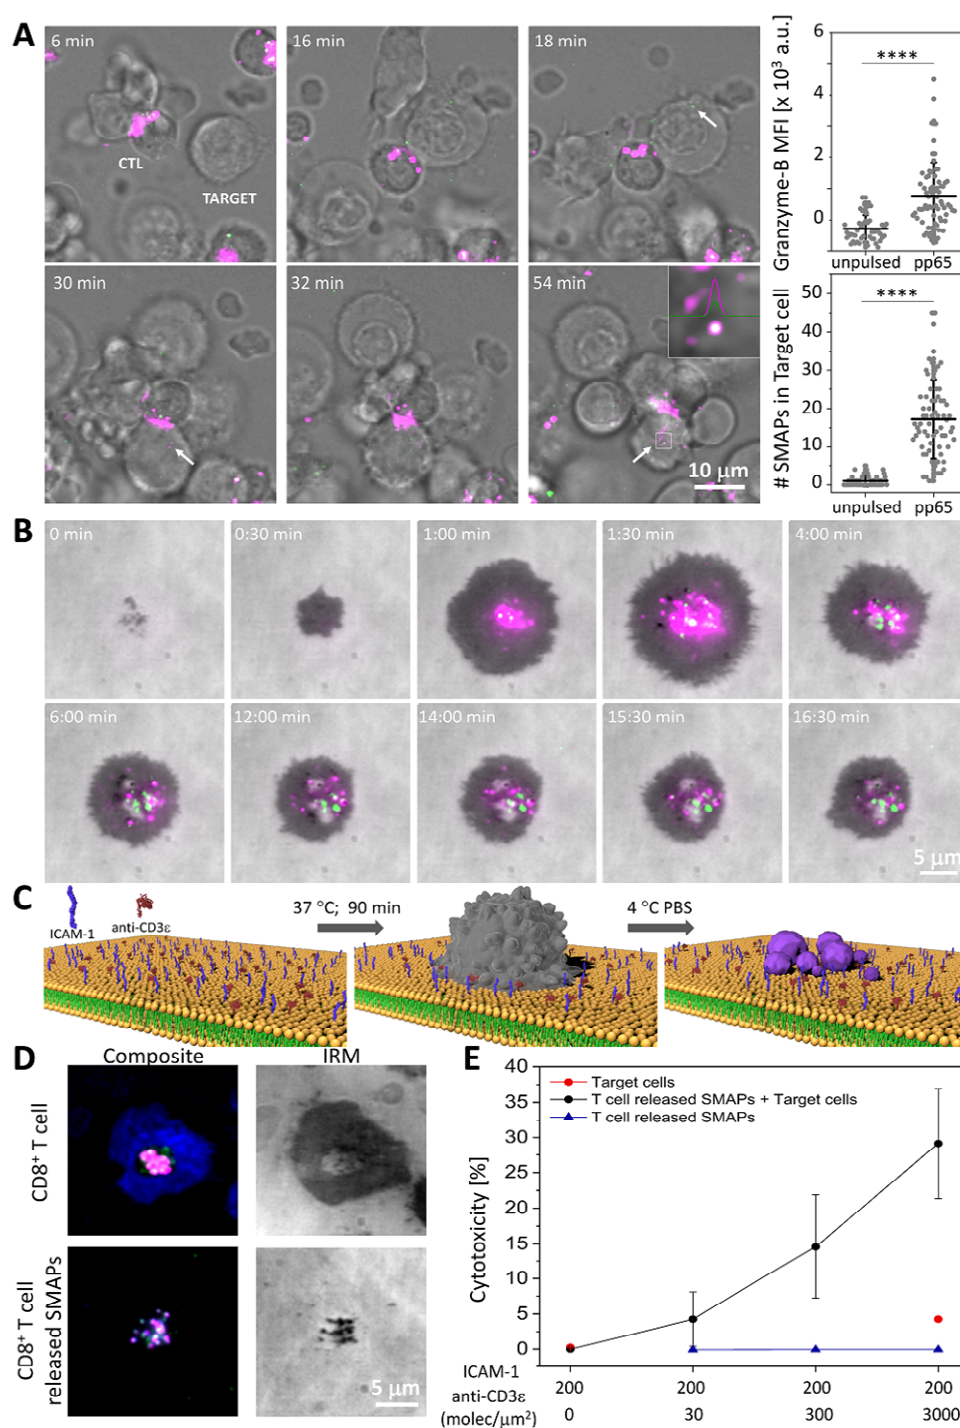 A
6 min
16 min
18 min
CTL
TARGET
30 min
32 min
54 min
10 μm
Granzyme-B MFI [x 10³ a.u.]
6
4
2
0
****
unpulsed
pp65
# SMAPs in Target cell
50
40
30
20
10
0
****
unpulsed
pp65
B
0 min
0:30 min
1:00 min
1:30 min
4:00 min
6:00 min
12:00 min
14:00 min
15:30 min
16:30 min
5 μm
C
ICAM-1
anti-CD3ε
37 °C; 90 min
4 °C PBS
D
Composite
IRM
CD8⁺ T cell
CD8⁺ T cell
released SMAPs
5 μm
E
Cytotoxicity [%]
40
35
30
25
20
15
10
5
0
Target cells
T cell released SMAPs + Target cells
T cell released SMAPs
ICAM-1
200 200 200 200
anti-CD3ε
(molec/μm²)
0 30 300 3000